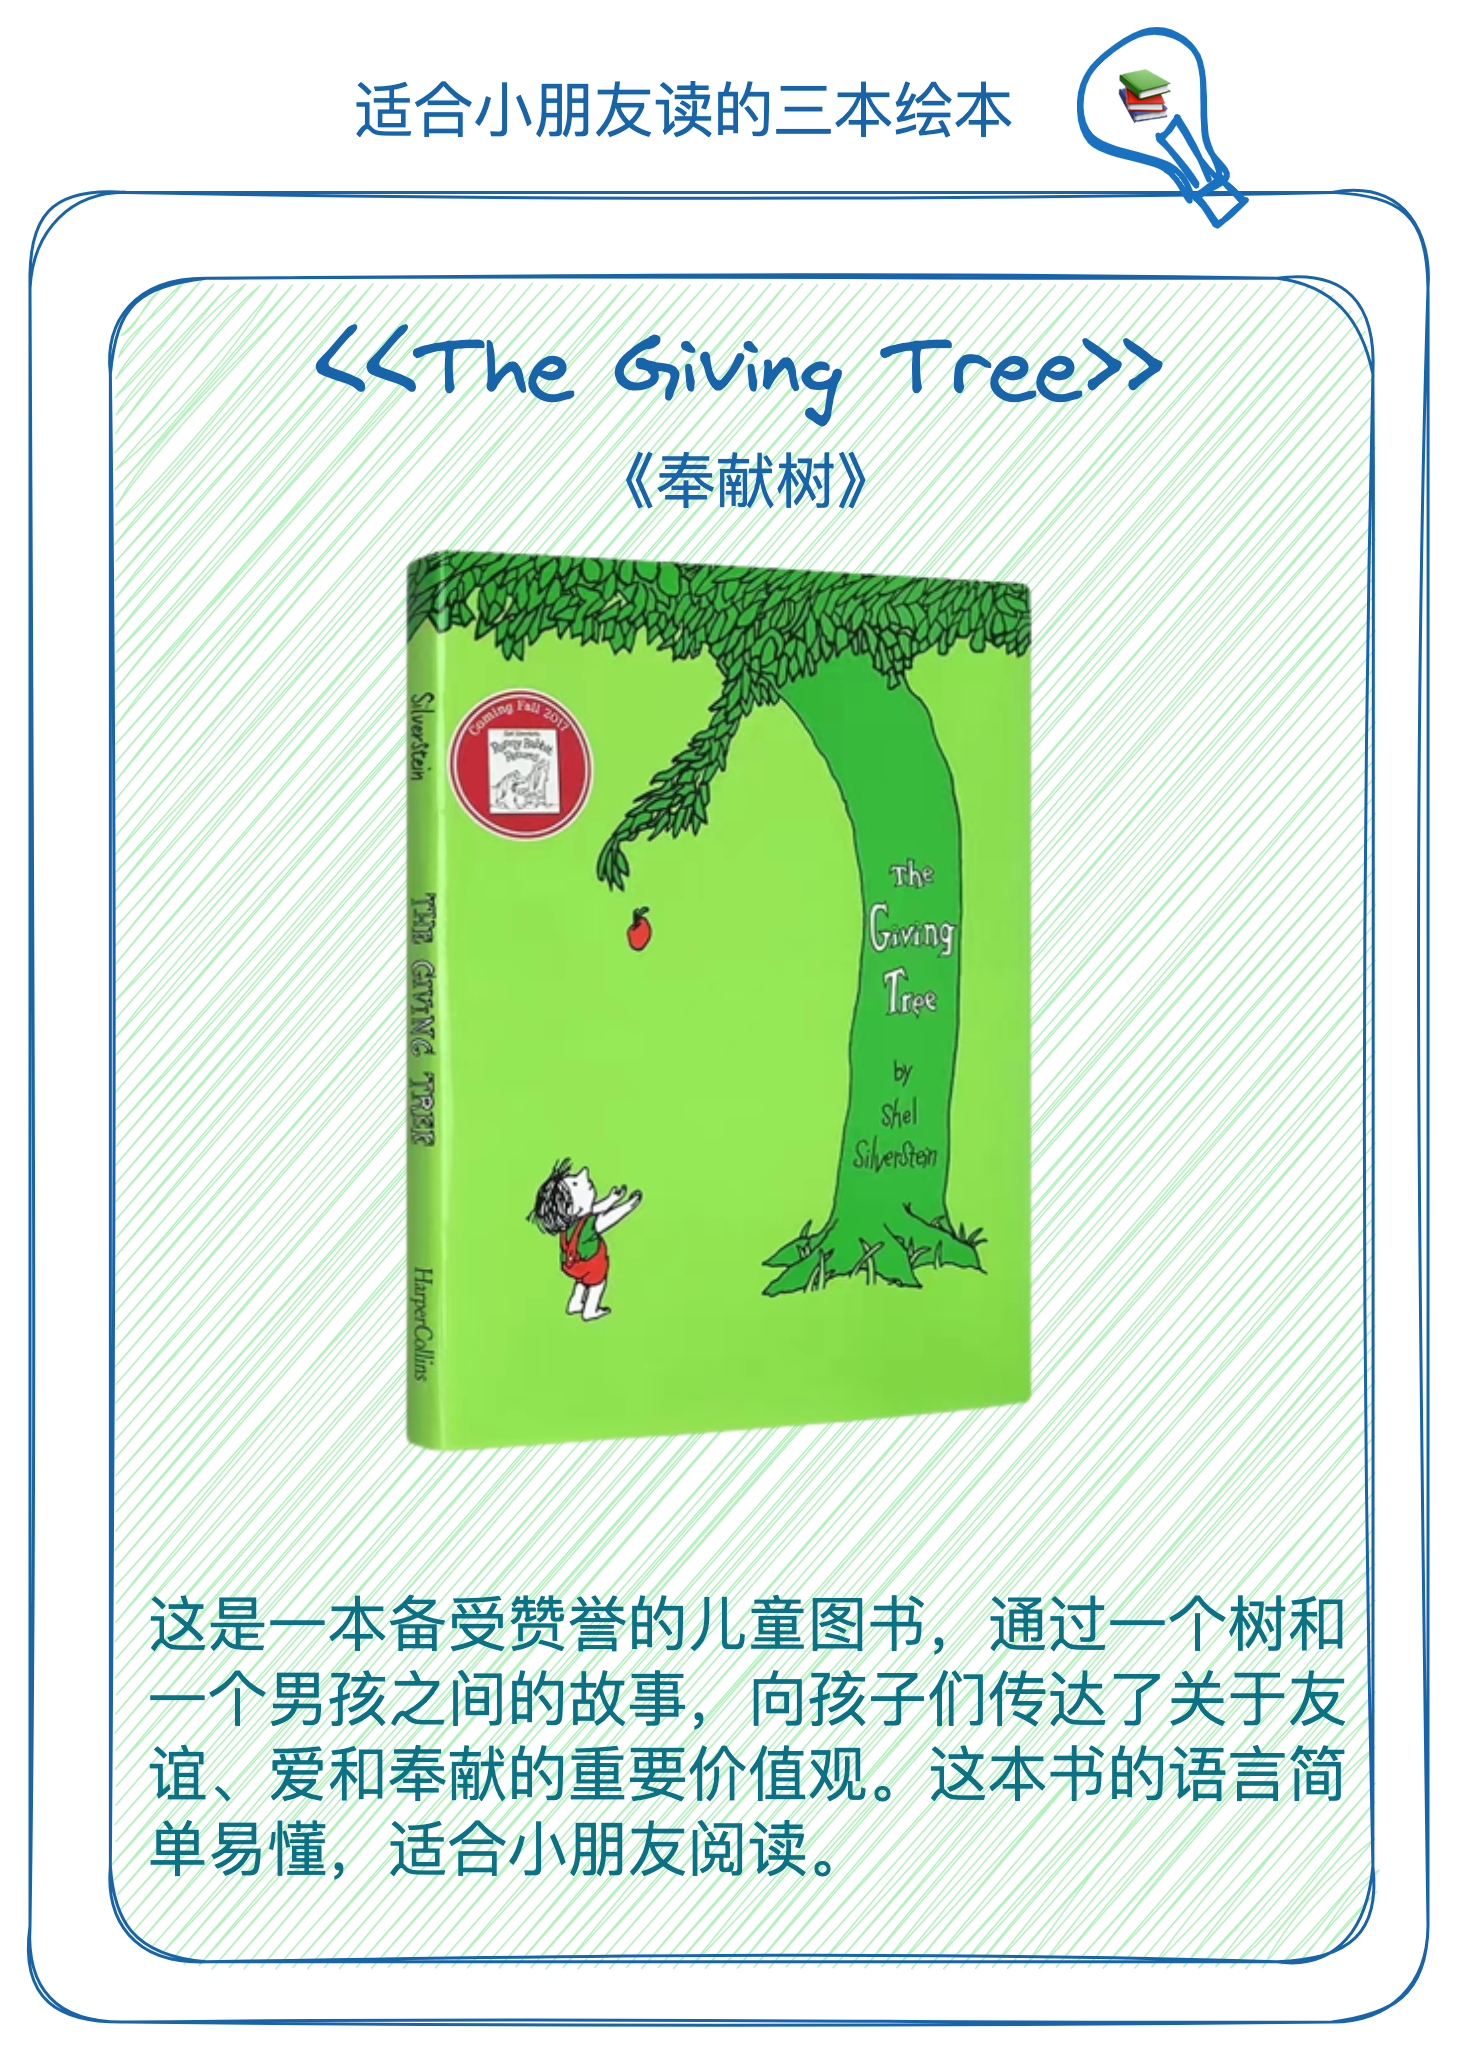 适合小朋友读的三本绘本
<<The Giving Tree>>
《奉献树》
Silverstein
THE GIVING TREE
HarperCollins
Coming Fall 2017
Runny Babbit
Returns
The
Giving
Tree
by
Shel
Silverstein
这是一本备受赞誉的儿童图书，通过一个树和
一个男孩之间的故事，向孩子们传达了关于友
谊、爱和奉献的重要价值观。这本书的语言简
单易懂，适合小朋友阅读。